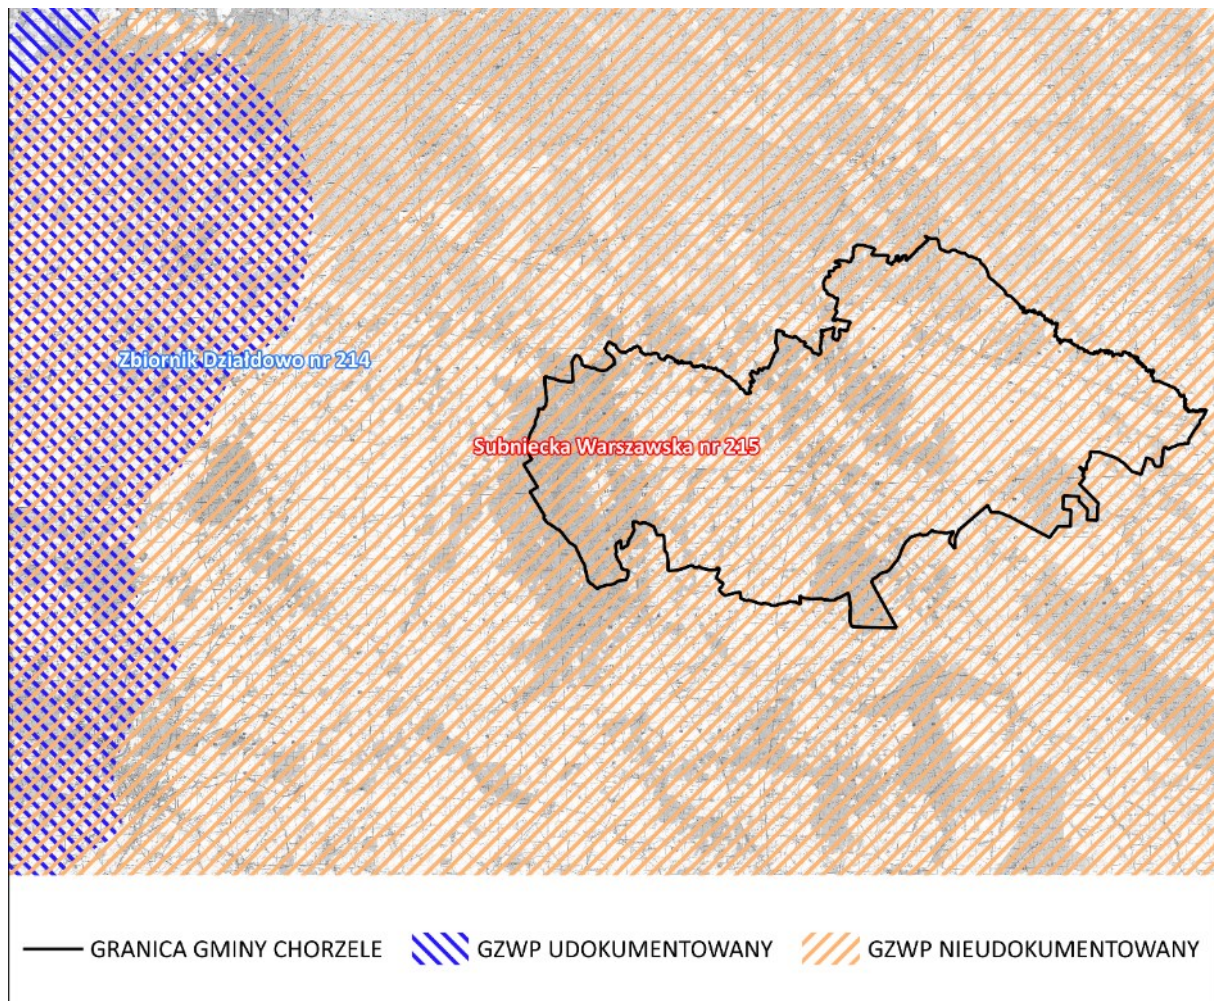 Zbiornik Działdowo nr 214
Subniecka Warszawska nr 215
GRANICA GMINY CHORZELE
GZWP UDOKUMENTOWANY
GZWP NIEUDOKUMENTOWANY